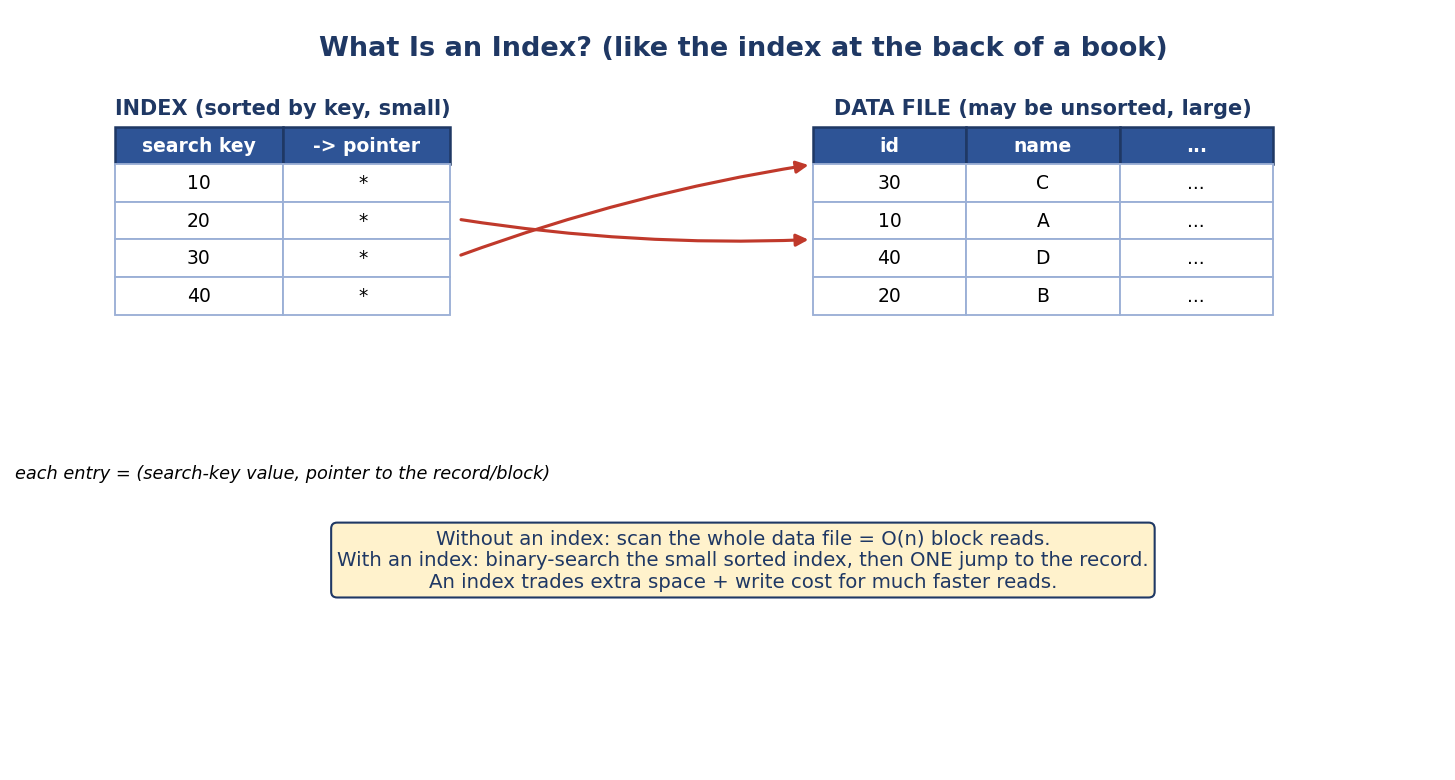 What Is an Index? (like the index at the back of a book)
INDEX (sorted by key, small)
search key -> pointer
10 *
20 *
30 *
40 *
DATA FILE (may be unsorted, large)
id name ...
30 C ...
10 A ...
40 D ...
20 B ...
each entry = (search-key value, pointer to the record/block)
Without an index: scan the whole data file = O(n) block reads.
With an index: binary-search the small sorted index, then ONE jump to the record.
An index trades extra space + write cost for much faster reads.